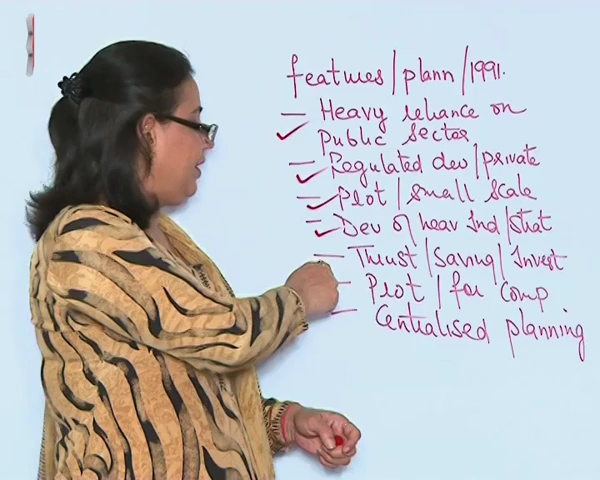 features/plann/1991.
— Heavy reliance on
Public Sector
— Regulated dev/private
— Prot/small scale
— Dev of heav Ind/strat
— Thrust/Saving/Invest
— Prot/for Comp
— Centralised planning